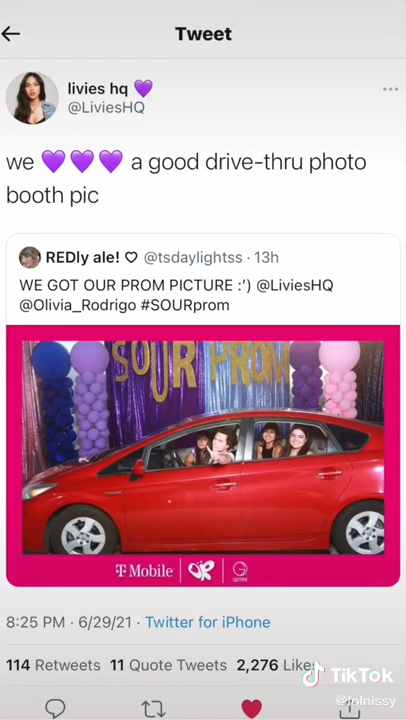 Tweet
livies hq 💜
@LiviesHQ
we 💜💜💜 a good drive-thru photo
booth pic
REDly ale! ♡ @tsdaylightss · 13h
WE GOT OUR PROM PICTURE :’) @LiviesHQ
@Olivia_Rodrigo #SOURprom
SOUR PROM
T Mobile
OR
GEFFEN
8:25 PM · 6/29/21 · Twitter for iPhone
114 Retweets 11 Quote Tweets 2,276 Likes
TikTok
@lolnissy